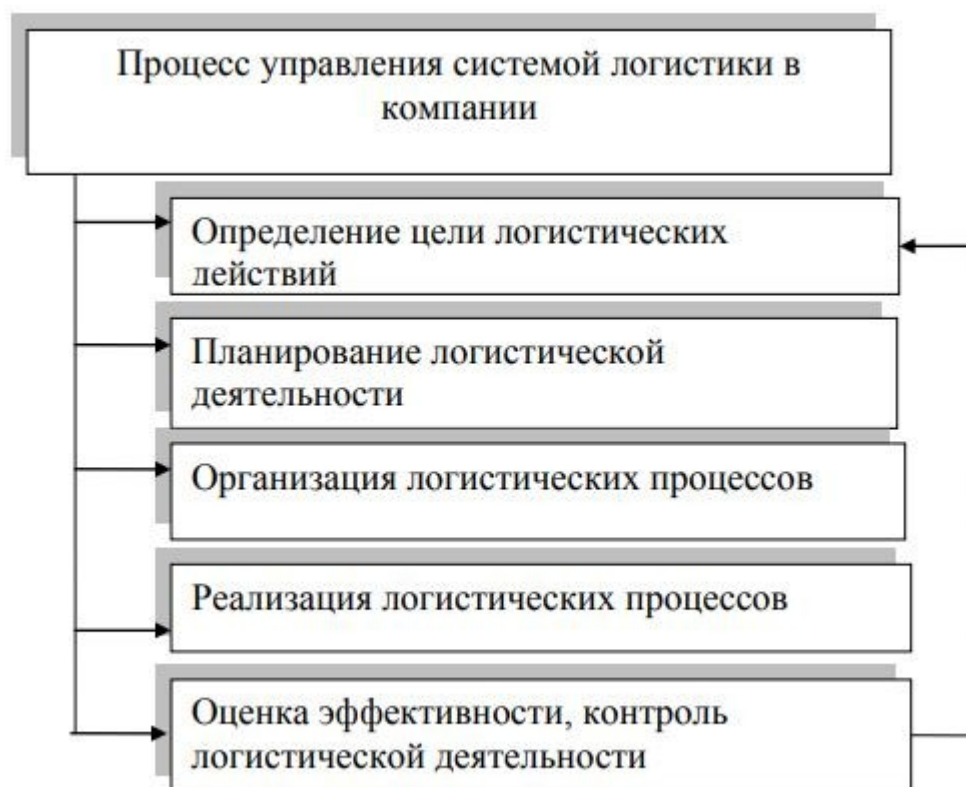 Процесс управления системой логистики в
компании
Определение цели логистических
действий
Планирование логистической
деятельности
Организация логистических процессов
Реализация логистических процессов
Оценка эффективности, контроль
логистической деятельности